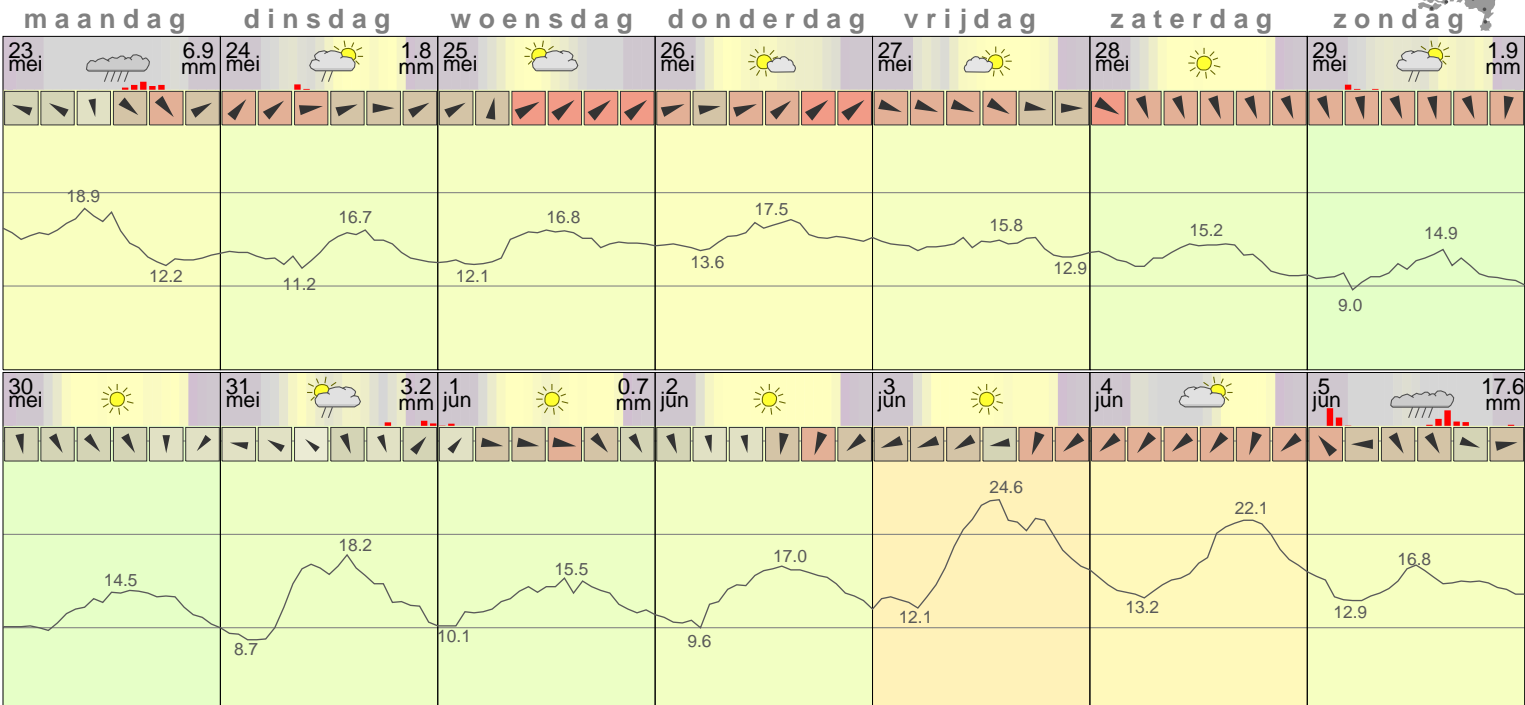 maandag dinsdag woensdag donderdag vrijdag zaterdag zondag
23 6.9 24 1.8 25 26 27 28 29 1.9
mei mm mei mm mei mei mei mei mei mm
18.9 16.7 16.8 17.5 15.8 15.2 14.9
12.2 11.2 12.1 13.6 12.9 9.0
30 31 3.2 1 0.7 2 3 4 5 17.6
mei mei mm jun mm jun jun jun jun mm
14.5 18.2 15.5 17.0 24.6 22.1 16.8
8.7 10.1 9.6 12.1 13.2 12.9